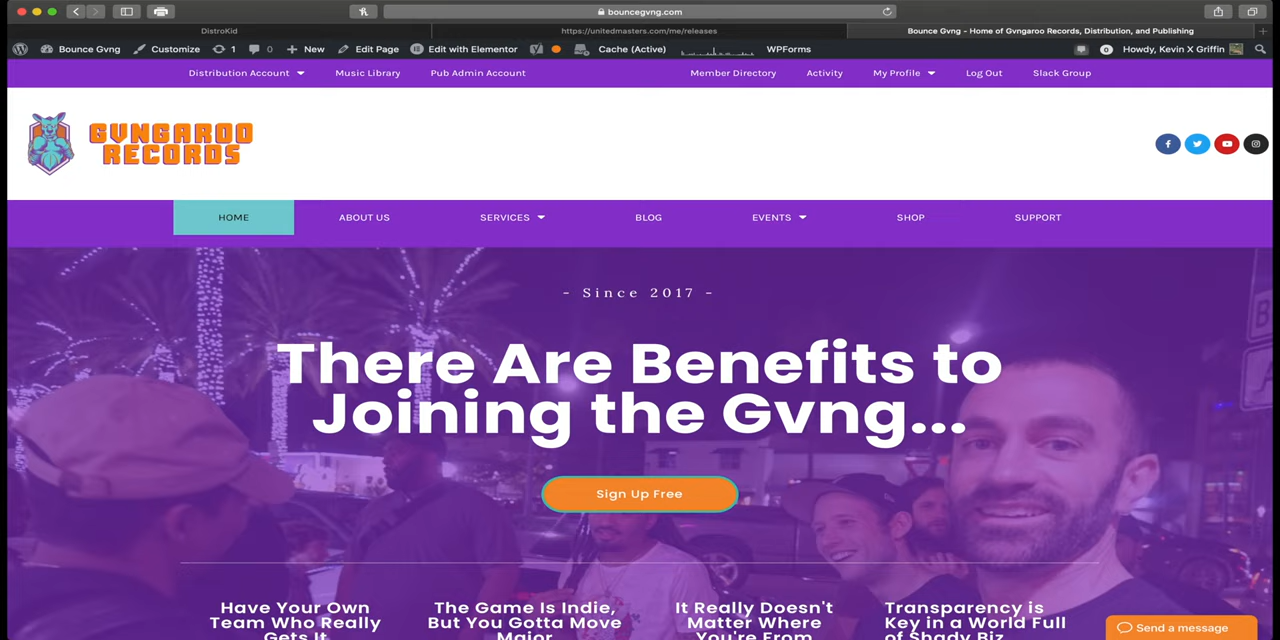 bouncegvng.com
DistroKid
https://unitedmasters.com/me/releases
Bounce Gvng - Home of Gvngaroo Records, Distribution, and Publishing
Bounce Gvng
Customize
1
0
New
Edit Page
Edit with Elementor
Cache (Active)
WPForms
0
Howdy, Kevin X Griffin
Distribution Account
Music Library
Pub Admin Account
Member Directory
Activity
My Profile
Log Out
Slack Group
GVNGAROO
RECORDS
HOME
ABOUT US
SERVICES
BLOG
EVENTS
SHOP
SUPPORT
- Since 2017 -
There Are Benefits to
Joining the Gvng...
Sign Up Free
Have Your Own
Team Who Really
Gets It
The Game Is Indie,
But You Gotta Move
Major
It Really Doesn't
Matter Where
You're From
Transparency is
Key in a World Full
of Shady Biz
Send a message